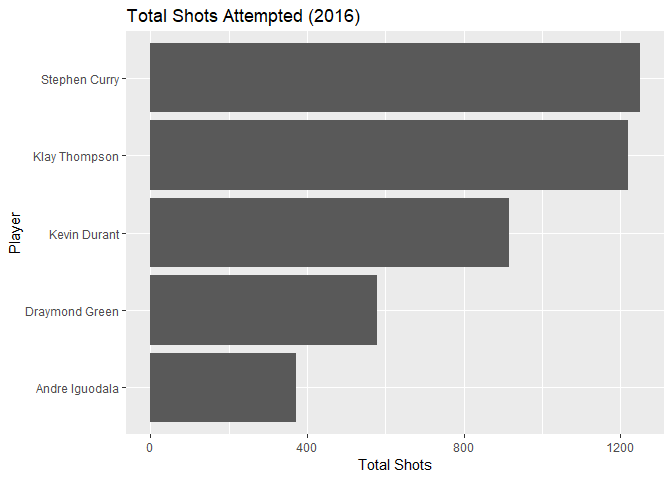 Total Shots Attempted (2016)
Player
Stephen Curry
Klay Thompson
Kevin Durant
Draymond Green
Andre Iguodala
0 400 800 1200
Total Shots